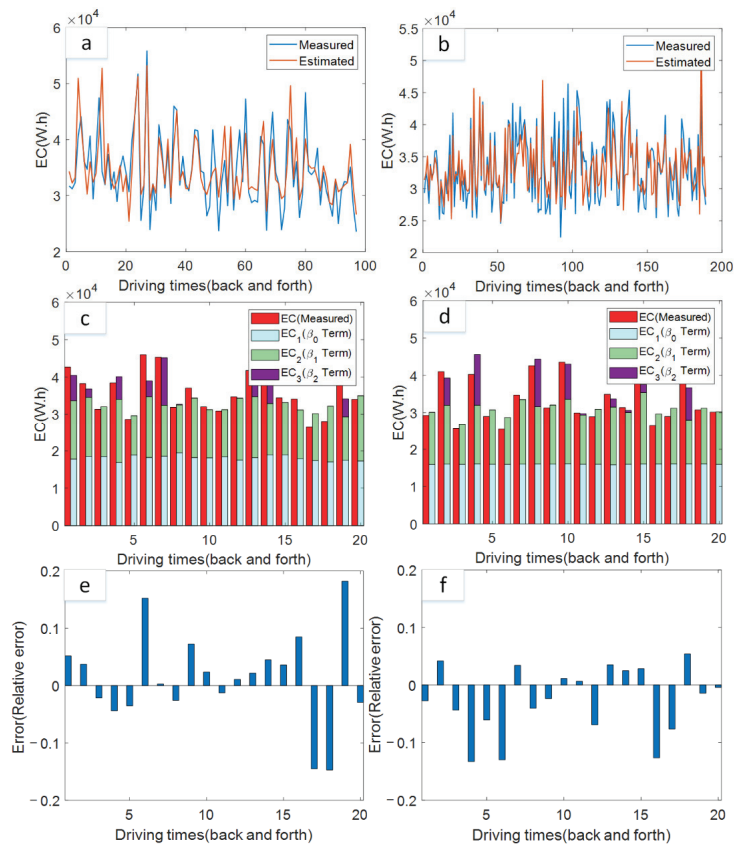 a
×10⁴
6
5
4
3
2
EC(W.h)
Measured
Estimated
0
20
40
60
80
100
Driving times(back and forth)
b
×10⁴
5.5
5
4.5
4
3.5
3
2.5
2
EC(W.h)
Measured
Estimated
0
50
100
150
200
Driving times(back and forth)
c
×10⁴
6
5
4
3
2
1
0
EC(W.h)
EC(Measured)
EC₁(β₀ Term)
EC₂(β₁ Term)
EC₃(β₂ Term)
5
10
15
20
Driving times(back and forth)
d
×10⁴
6
5
4
3
2
1
0
EC(W.h)
EC(Measured)
EC₁(β₀ Term)
EC₂(β₁ Term)
EC₃(β₂ Term)
5
10
15
20
Driving times(back and forth)
e
0.2
0.1
0
−0.1
−0.2
Error(Relative error)
5
10
15
20
Driving times(back and forth)
f
0.2
0.1
0
−0.1
−0.2
Error(Relative error)
5
10
15
20
Driving times(back and forth)